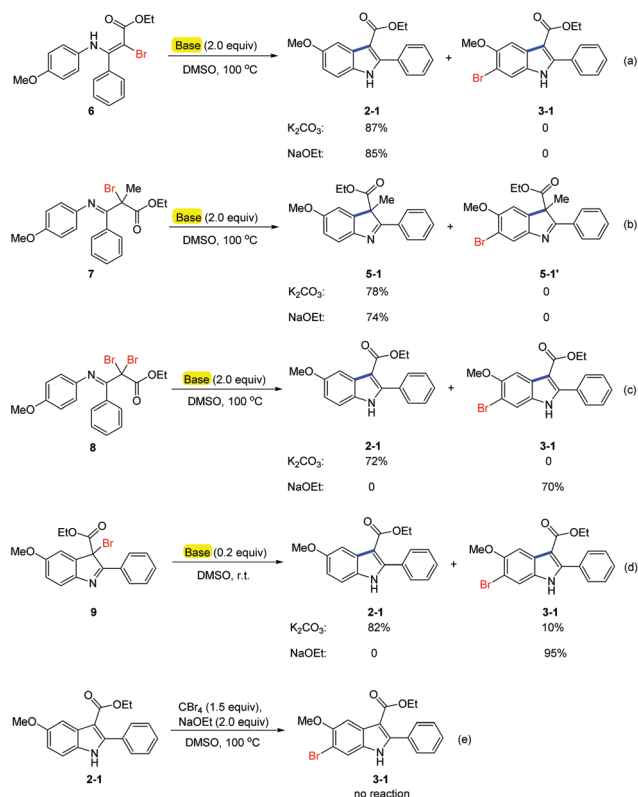 OEt
O
HN
Br
Base (2.0 equiv)
DMSO, 100 °C
MeO
6
O
OEt
MeO
N
H
2-1
+
O
OEt
MeO
Br
N
H
3-1
(a)
K2CO3: 87% 0
NaOEt: 85% 0
Br Me
OEt
N
O
MeO
7
Base (2.0 equiv)
DMSO, 100 °C
EtO
O
Me
MeO
N
5-1
+
EtO
O
Me
MeO
Br
N
5-1'
(b)
K2CO3: 78% 0
NaOEt: 74% 0
Br Br
OEt
N
O
MeO
8
Base (2.0 equiv)
DMSO, 100 °C
O
OEt
MeO
N
H
2-1
+
O
OEt
MeO
Br
N
H
3-1
(c)
K2CO3: 72% 0
NaOEt: 0 70%
EtO
O
Br
MeO
N
9
Base (0.2 equiv)
DMSO, r.t.
O
OEt
MeO
N
H
2-1
+
O
OEt
MeO
Br
N
H
3-1
(d)
K2CO3: 82% 10%
NaOEt: 0 95%
O
OEt
MeO
N
H
2-1
CBr4 (1.5 equiv),
NaOEt (2.0 equiv)
DMSO, 100 °C
O
OEt
MeO
Br
N
H
3-1
(e)
no reaction